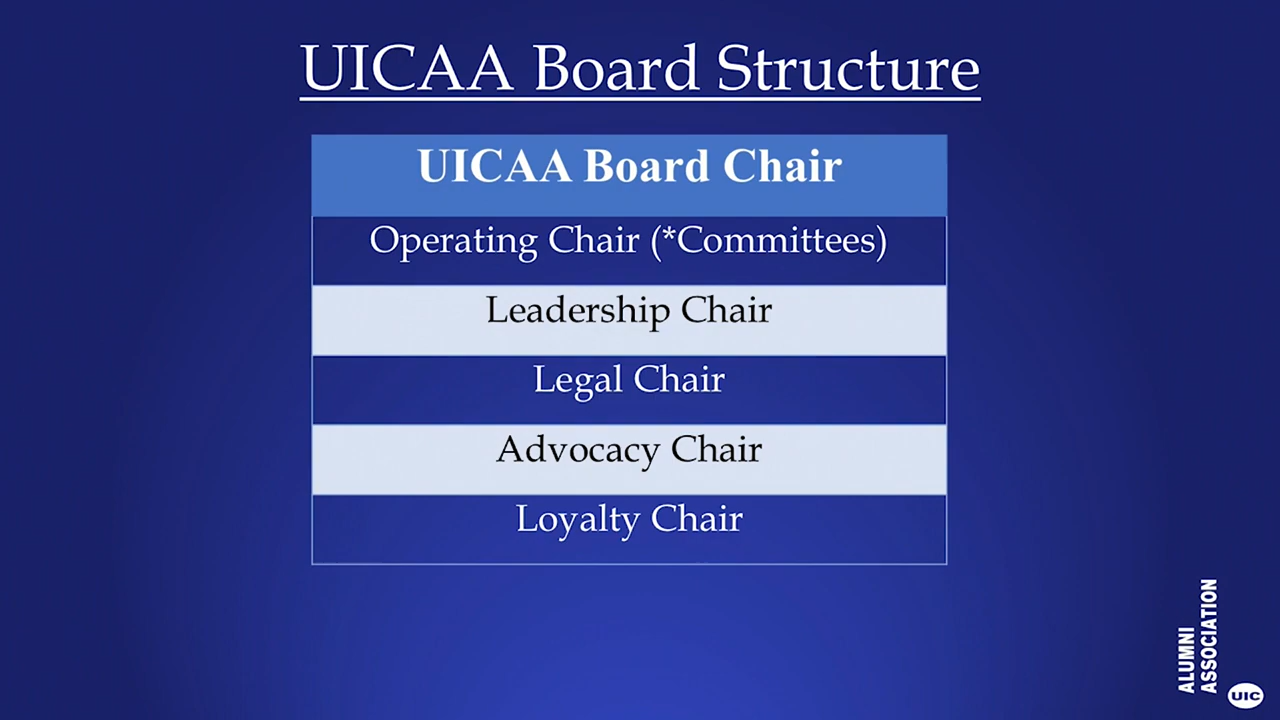 UICAA Board Structure
UICAA Board Chair
Operating Chair (*Committees)
Leadership Chair
Legal Chair
Advocacy Chair
Loyalty Chair
ALUMNI
ASSOCIATION
UIC